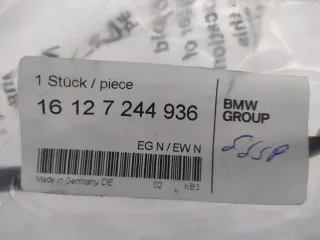 1 Stück / piece
16 12 7 244 936
BMW
GROUP
EG N / EW N
Made in Germany DE 02 KB3